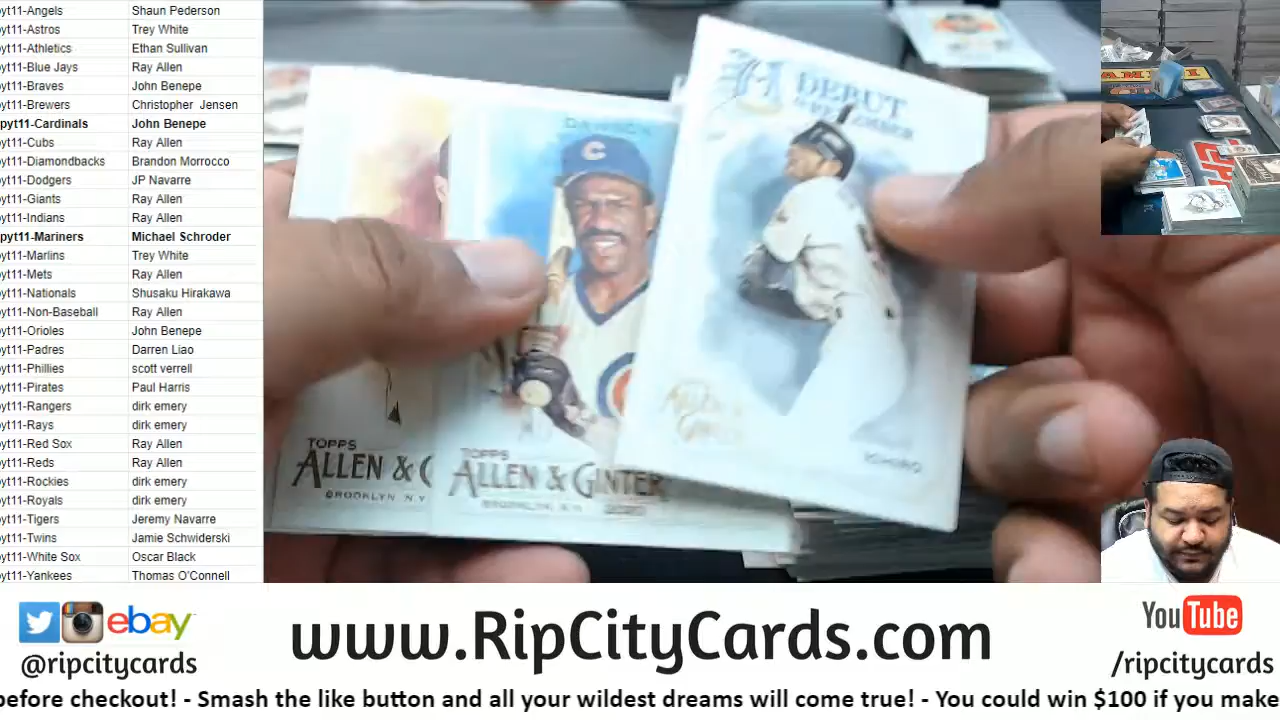 pyt11-Angels Shaun Pederson
pyt11-Astros Trey White
pyt11-Athletics Ethan Sullivan
pyt11-Blue Jays Ray Allen
pyt11-Braves John Benepe
pyt11-Brewers Christopher Jensen
pyt11-Cardinals John Benepe
pyt11-Cubs Ray Allen
pyt11-Diamondbacks Brandon Morrocco
pyt11-Dodgers JP Navarre
pyt11-Giants Ray Allen
pyt11-Indians Ray Allen
pyt11-Mariners Michael Schroder
pyt11-Marlins Trey White
pyt11-Mets Ray Allen
pyt11-Nationals Shusaku Hirakawa
pyt11-Non-Baseball Ray Allen
pyt11-Orioles John Benepe
pyt11-Padres Darren Liao
pyt11-Phillies scott verrell
pyt11-Pirates Paul Harris
pyt11-Rangers dirk emery
pyt11-Rays dirk emery
pyt11-Red Sox Ray Allen
pyt11-Reds Ray Allen
pyt11-Rockies dirk emery
pyt11-Royals dirk emery
pyt11-Tigers Jeremy Navarre
pyt11-Twins Jamie Schwiderski
pyt11-White Sox Oscar Black
pyt11-Yankees Thomas O'Connell
DEBUT
C
ICHIRO
TOPPS
ALLEN & G
BROOKLYN, N.Y.
TOPPS
ALLEN & GINTER
BROOKLYN, N.Y.
ebay
@ripcitycards
www.RipCityCards.com
YouTube
/ripcitycards
before checkout! - Smash the like button and all your wildest dreams will come true! - You could win $100 if you make